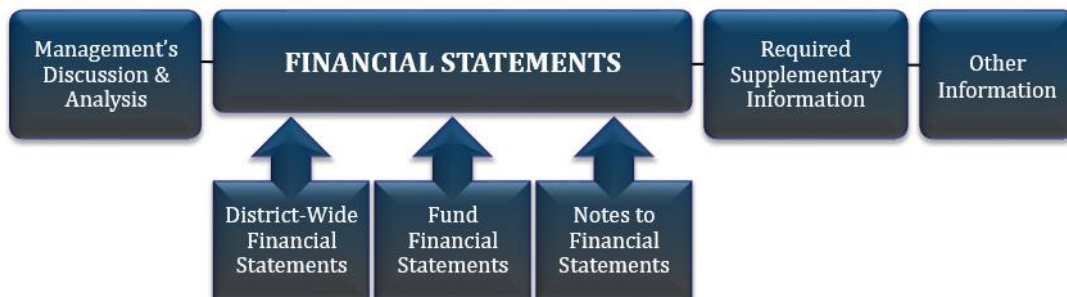 Management's
Discussion &
Analysis
FINANCIAL STATEMENTS
Required
Supplementary
Information
Other
Information
District-Wide
Financial
Statements
Fund
Financial
Statements
Notes to
Financial
Statements